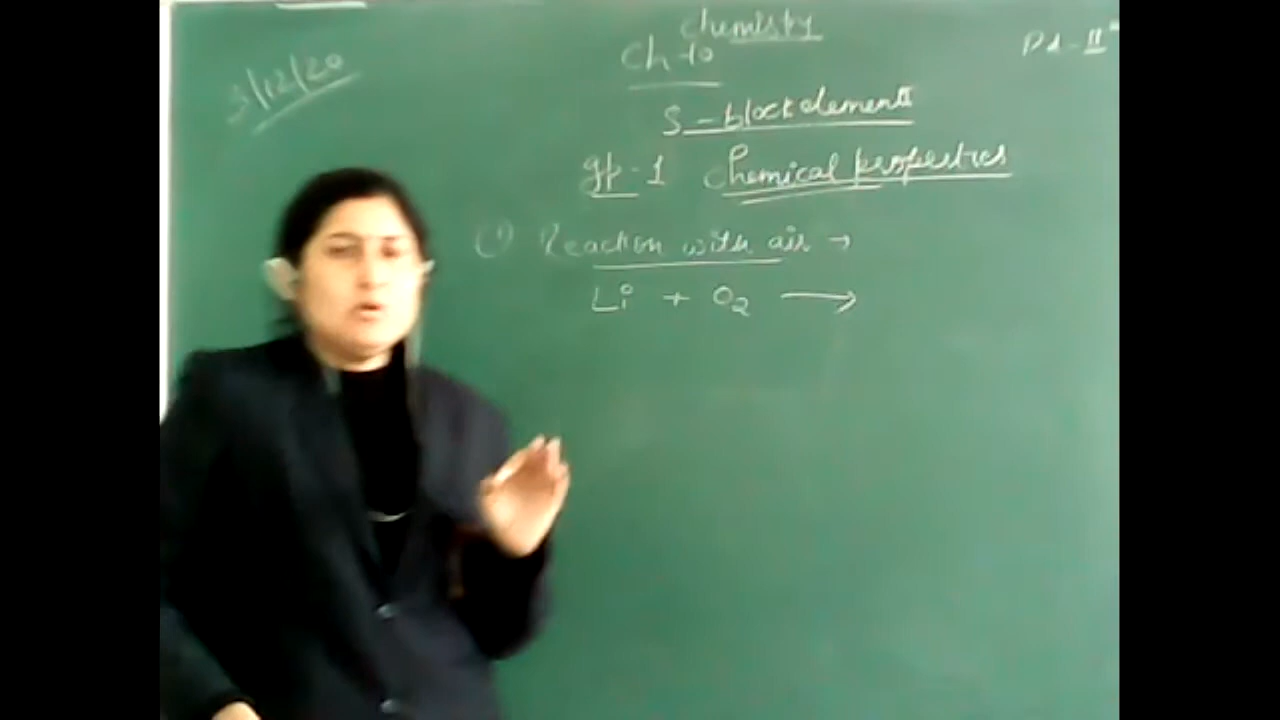 Chemistry
3/12/20
Ch-10
Pd-II
S-block elements
gp-1 Chemical properties
(1) Reaction with air →
Li + O2 ⟶